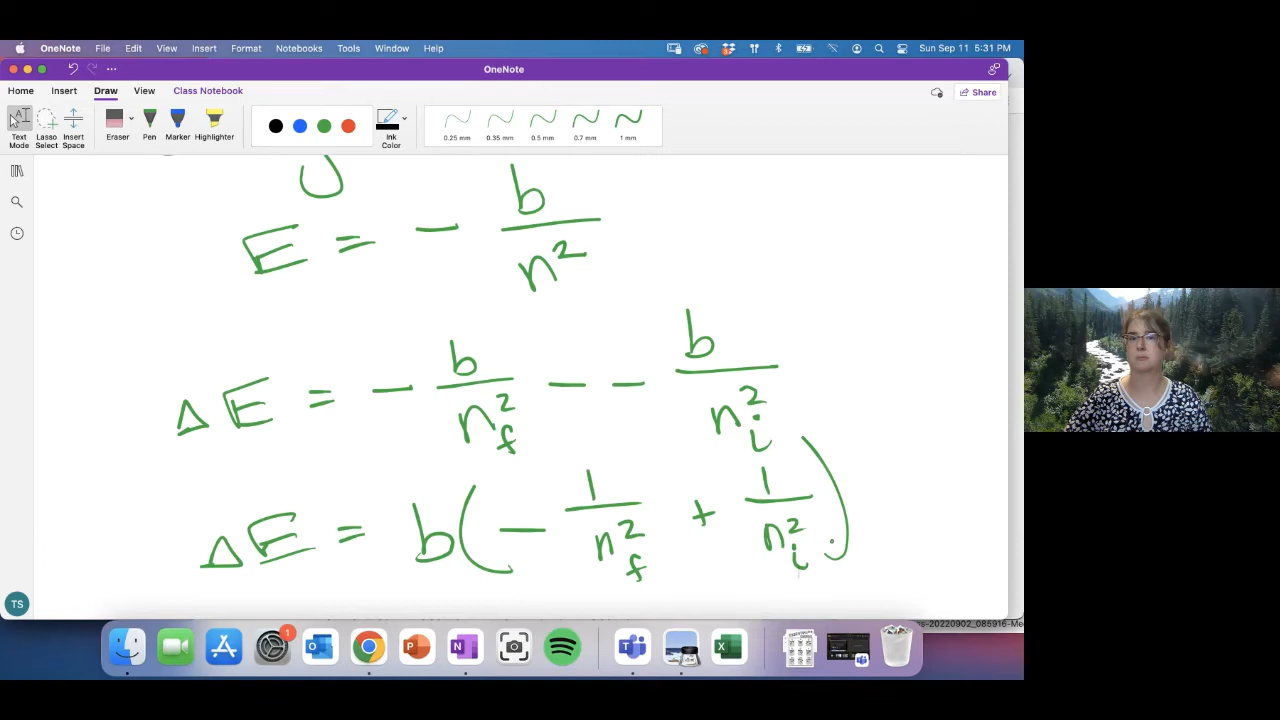 OneNote File Edit View Insert Format Notebooks Tools Window Help 3 Sun Sep 11 5:31 PM
OneNote
Home Insert Draw View Class Notebook Share
Text Mode Lasso Select Insert Space Eraser Pen Marker Highlighter Ink Color 0.25 mm 0.35 mm 0.5 mm 0.7 mm 1 mm
E = - b/n²
ΔE = - b/n_f² - - b/n_i²
ΔE = b(- 1/n_f² + 1/n_i²)
TS
1